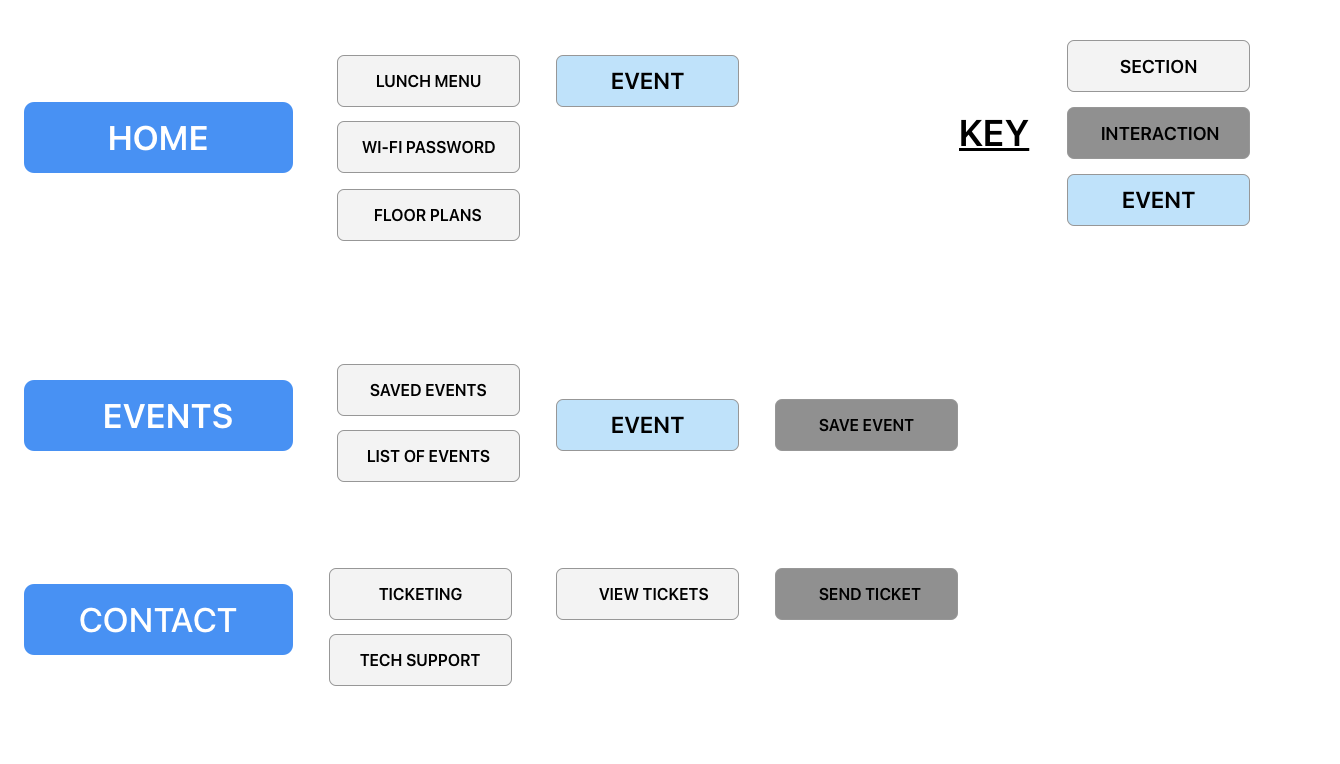 HOME
LUNCH MENU
WI-FI PASSWORD
FLOOR PLANS
EVENT
KEY
SECTION
INTERACTION
EVENT
EVENTS
SAVED EVENTS
LIST OF EVENTS
EVENT
SAVE EVENT
CONTACT
TICKETING
TECH SUPPORT
VIEW TICKETS
SEND TICKET